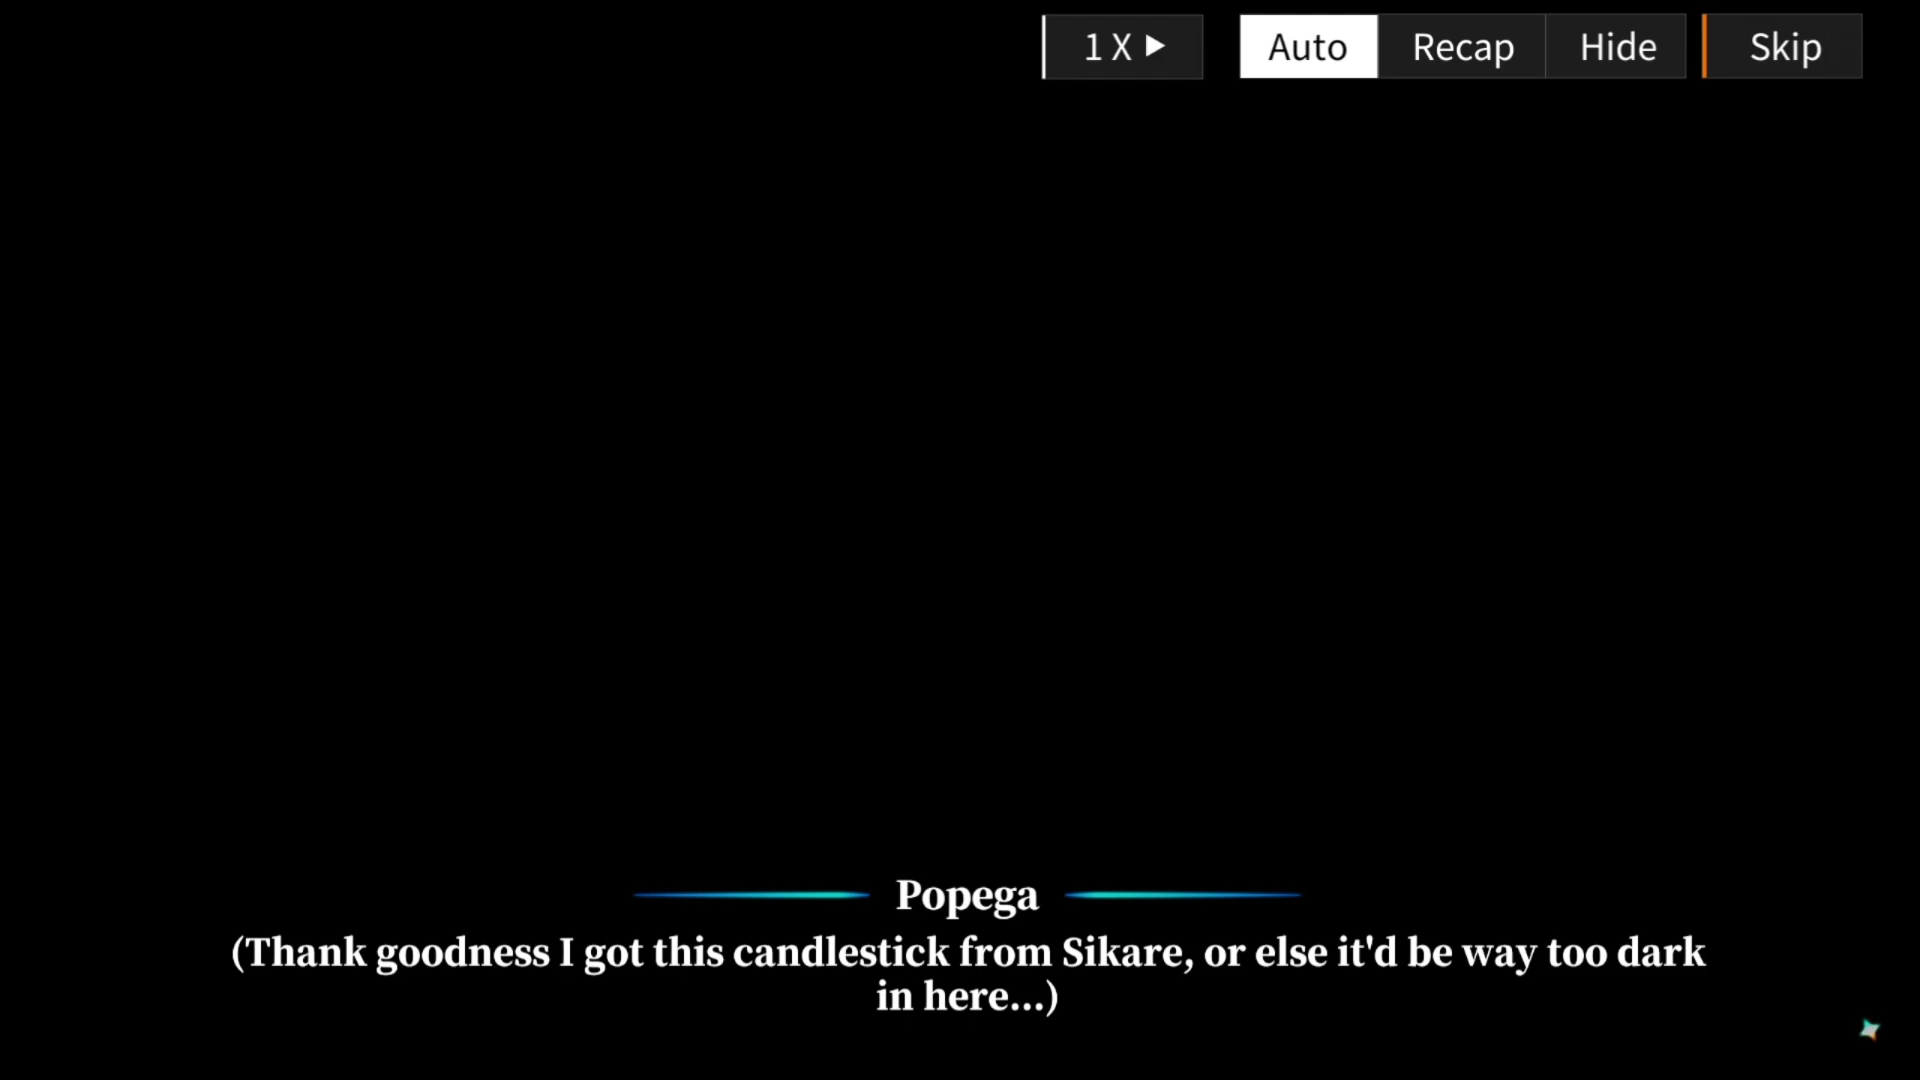 1 X ▶ Auto Recap Hide Skip
Popega
(Thank goodness I got this candlestick from Sikare, or else it'd be way too dark
in here...)